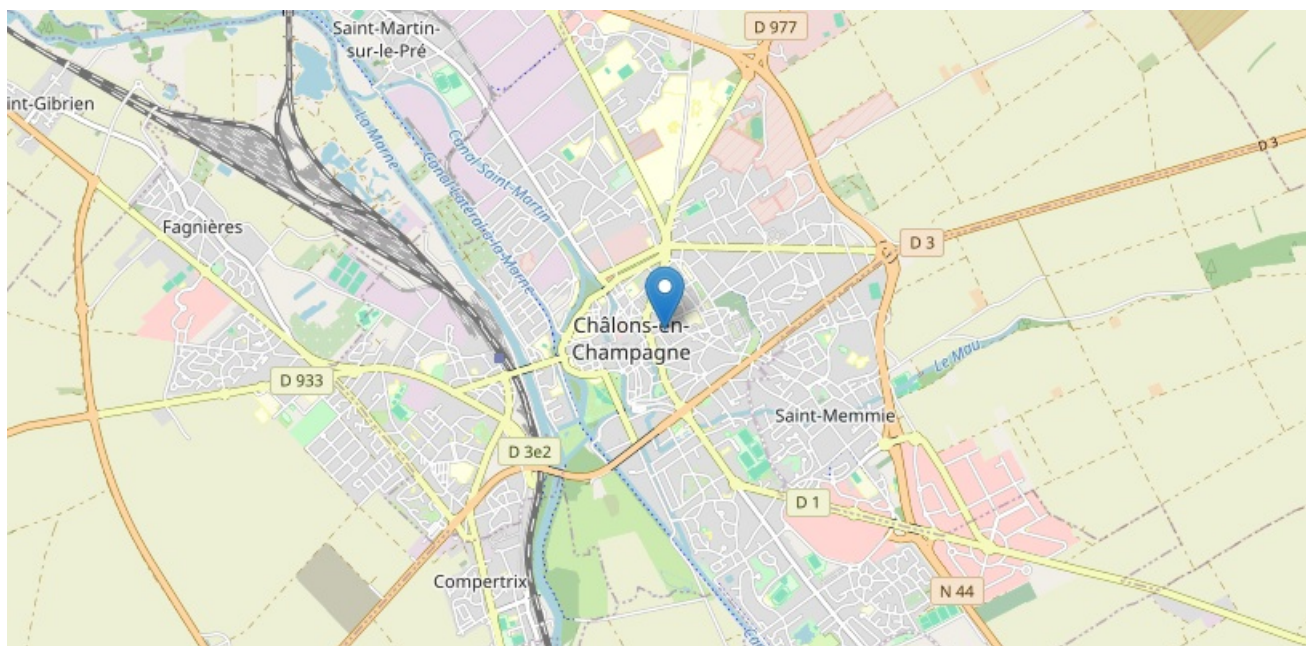 Saint-Martin-
sur-le-Pré
D 977
int-Gibrien
La Marne
Canal Saint-Martin
Canal Latéral à la Marne
D 3
Fagnières
D 3
Châlons-en-
Champagne
Le Mau
D 933
Saint-Memmie
D 3e2
D 1
Compertrix
N 44